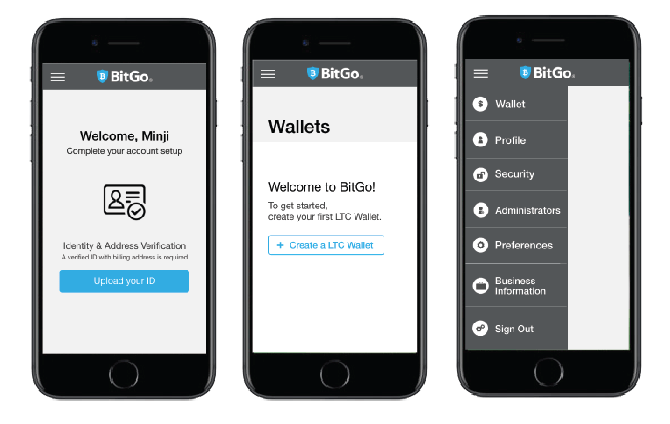 BitGo
Welcome, Minji
Complete your account setup
Identity & Address Verification
A verified ID with billing address is required
Upload your ID
BitGo
Wallets
Welcome to BitGo!
To get started,
create your first LTC Wallet.
+ Create a LTC Wallet
BitGo
Wallet
Profile
Security
Administrators
Preferences
Business
Information
Sign Out